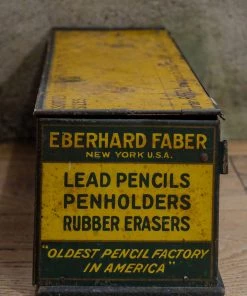 EBERHARD FABER
NEW YORK U.S.A.
LEAD PENCILS
PENHOLDERS
RUBBER ERASERS
"OLDEST PENCIL FACTORY
IN AMERICA"